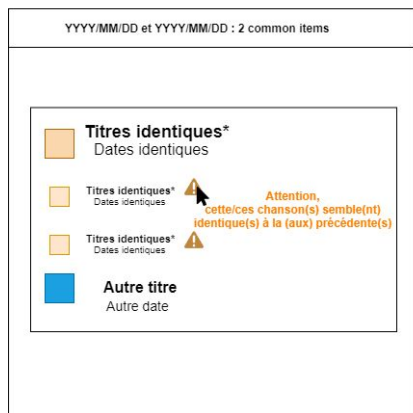 YYYY/MM/DD et YYYY/MM/DD : 2 common items
Titres identiques*
Dates identiques
Titres identiques*
Dates identiques
Attention,
cette/ces chanson(s) semble(nt)
identique(s) à la (aux) précédente(s)
Titres identiques*
Dates identiques
Autre titre
Autre date